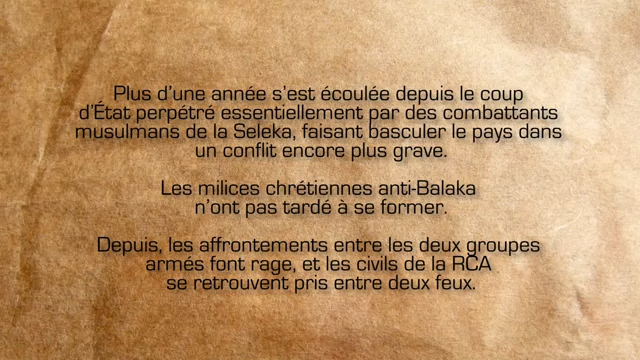 Plus d'une année s'est écoulée depuis le coup
d'État perpétré essentiellement par des combattants
musulmans de la Seleka, faisant basculer le pays dans
un conflit encore plus grave.
Les milices chrétiennes anti-Balaka
n'ont pas tardé à se former.
Depuis, les affrontements entre les deux groupes
armés font rage, et les civils de la RCA
se retrouvent pris entre deux feux.